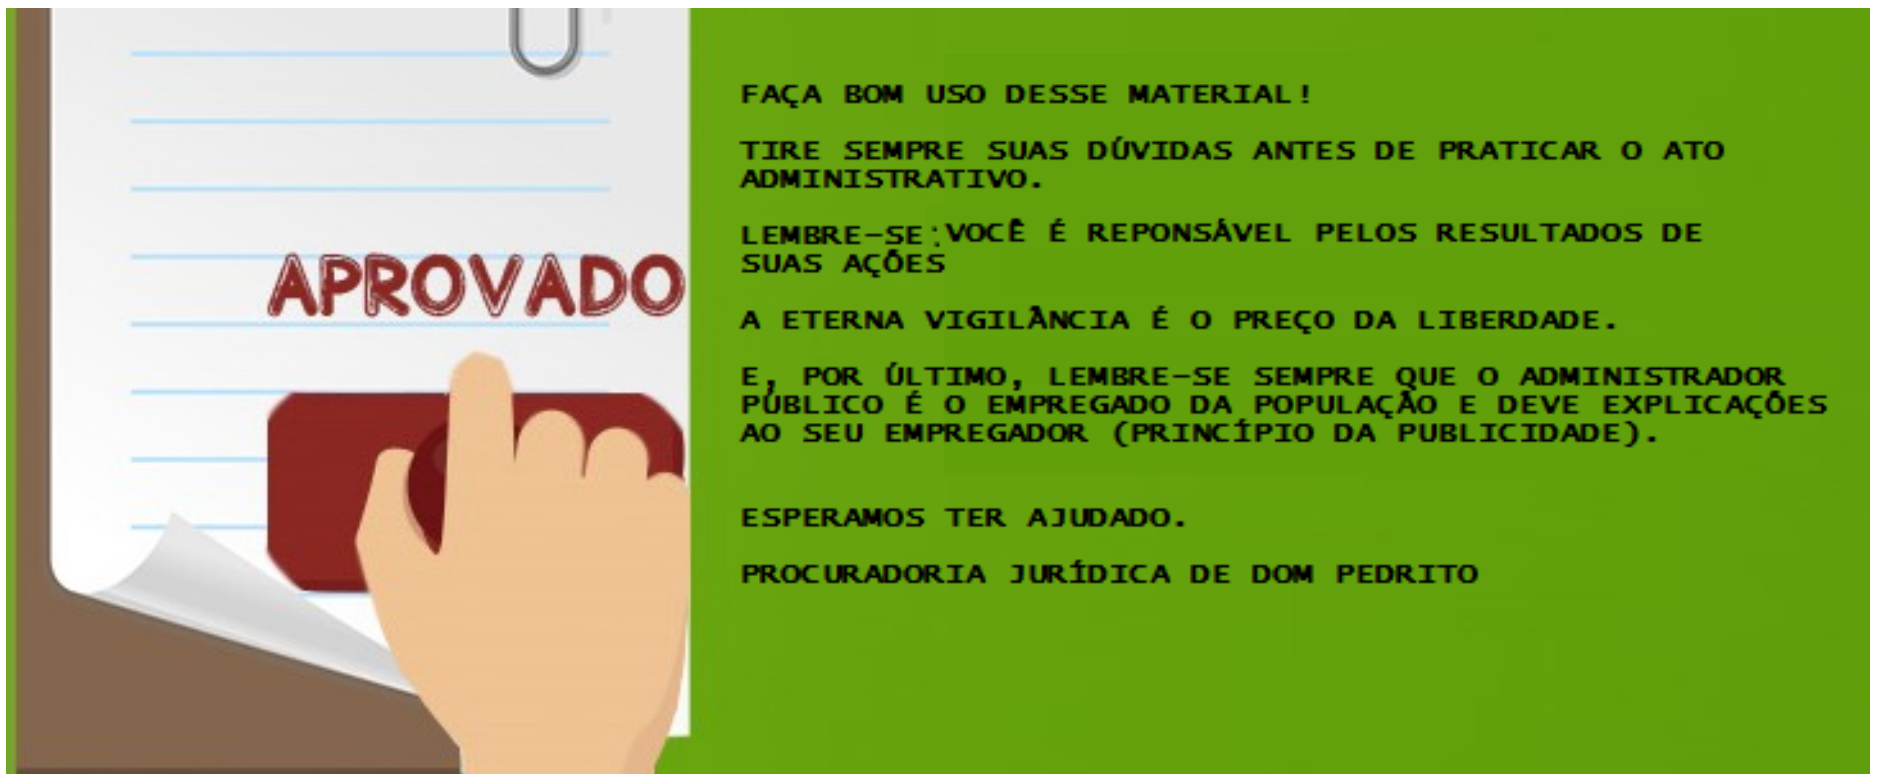 APROVADO
FAÇA BOM USO DESSE MATERIAL!
TIRE SEMPRE SUAS DÚVIDAS ANTES DE PRATICAR O ATO
ADMINISTRATIVO.
LEMBRE-SE:VOCÊ É REPONSÁVEL PELOS RESULTADOS DE
SUAS AÇÕES
A ETERNA VIGILÂNCIA É O PREÇO DA LIBERDADE.
E, POR ÚLTIMO, LEMBRE-SE SEMPRE QUE O ADMINISTRADOR
PÚBLICO É O EMPREGADO DA POPULAÇÃO E DEVE EXPLICAÇÕES
AO SEU EMPREGADOR (PRINCÍPIO DA PUBLICIDADE).
ESPERAMOS TER AJUDADO.
PROCURADORIA JURÍDICA DE DOM PEDRITO